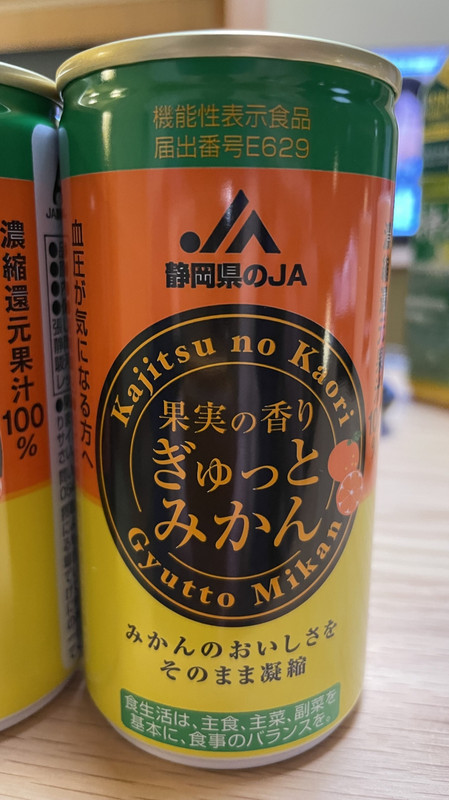 機能性表示食品
届出番号E629
静岡県のJA
血圧が気になる方へ
Kajitsu no Kaori
果実の香り
ぎゅっと
みかん
Gyutto Mikan
みかんのおいしさを
そのまま凝縮
食生活は、主食、主菜、副菜を
基本に、食事のバランスを。
濃縮還元果汁
100%